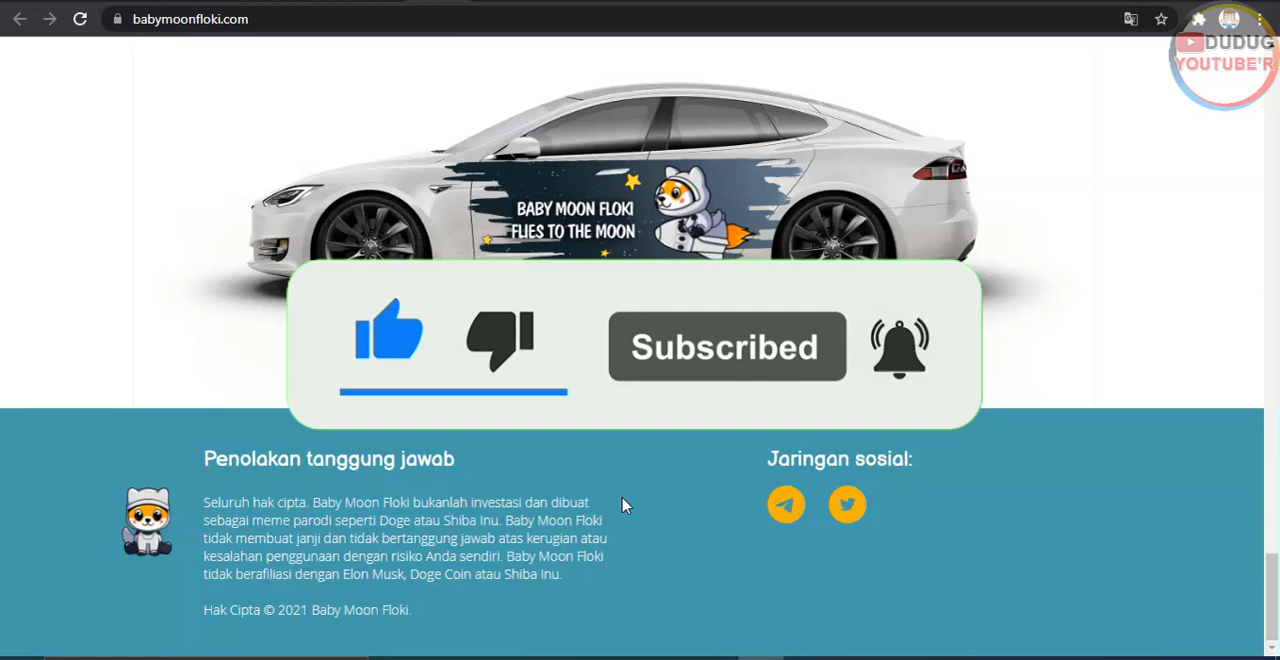 babymoonfloki.com
DUDUG
YOUTUBE'R
BABY MOON FLOKI
FLIES TO THE MOON
Subscribed
Penolakan tanggung jawab
Seluruh hak cipta. Baby Moon Floki bukanlah investasi dan dibuat
sebagai meme parodi seperti Doge atau Shiba Inu. Baby Moon Floki
tidak membuat janji dan tidak bertanggung jawab atas kerugian atau
kesalahan penggunaan dengan risiko Anda sendiri. Baby Moon Floki
tidak berafiliasi dengan Elon Musk, Doge Coin atau Shiba Inu.
Hak Cipta © 2021 Baby Moon Floki.
Jaringan sosial: